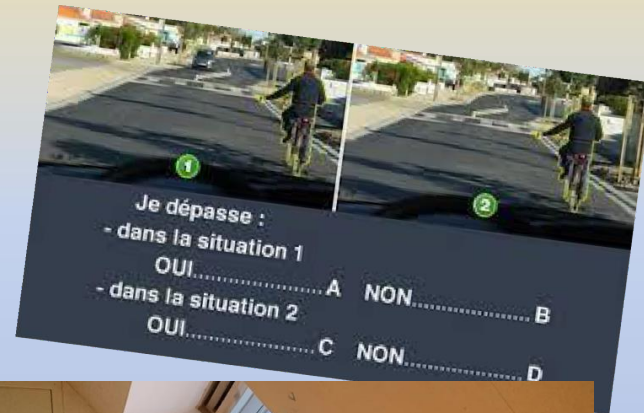 1
2
Je dépasse :
- dans la situation 1
OUI....................... A NON..................... B
- dans la situation 2
OUI...................... C NON..................... D